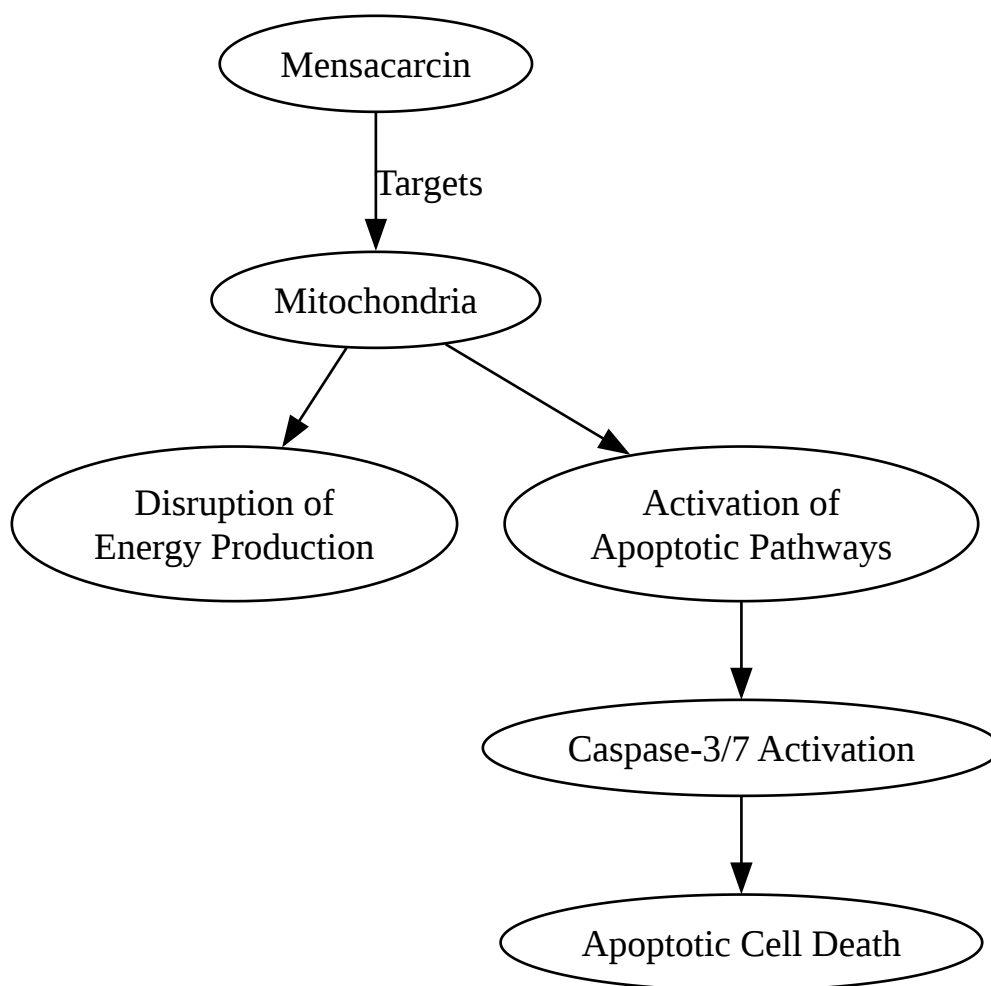 Mensacarcin
Targets
Mitochondria
Disruption of
Energy Production
Activation of
Apoptotic Pathways
Caspase-3/7 Activation
Apoptotic Cell Death